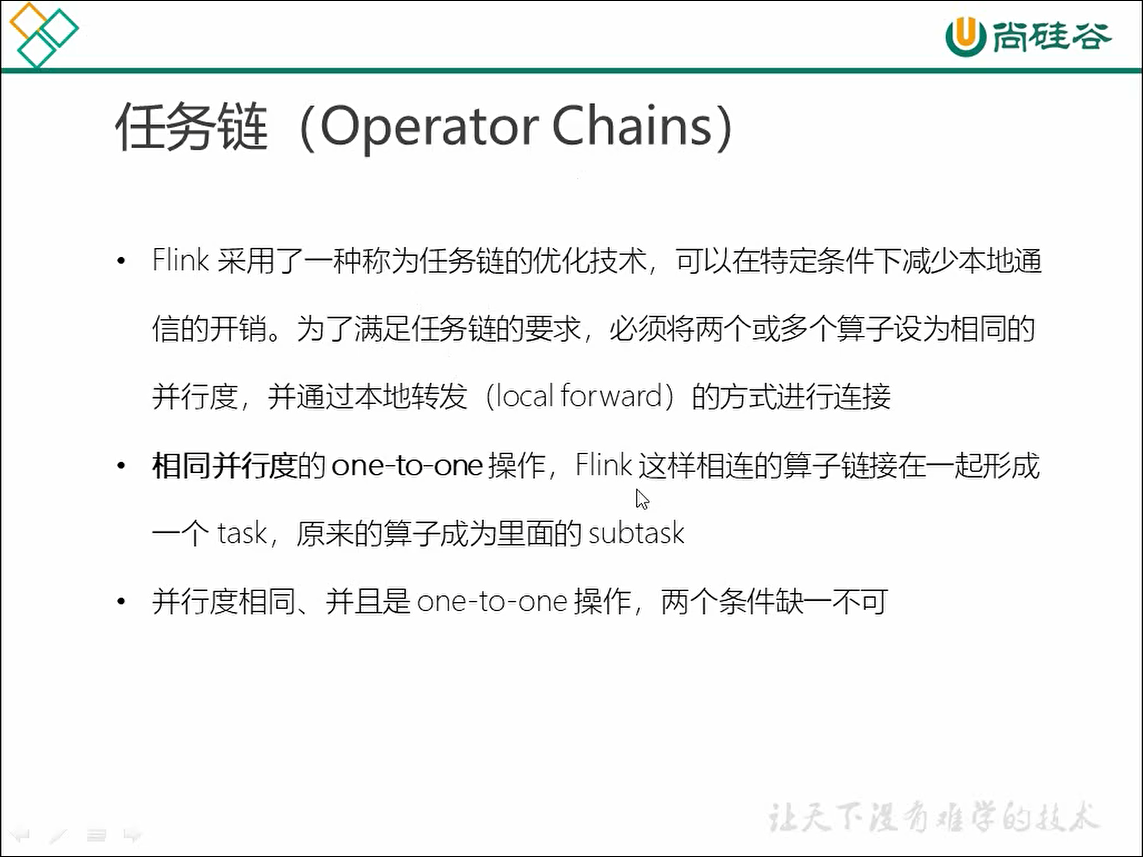 尚硅谷
任务链（Operator Chains）
• Flink 采用了一种称为任务链的优化技术，可以在特定条件下减少本地通
信的开销。为了满足任务链的要求，必须将两个或多个算子设为相同的
并行度，并通过本地转发（local forward）的方式进行连接
• 相同并行度的 one-to-one 操作，Flink 这样相连的算子链接在一起形成
一个 task，原来的算子成为里面的 subtask
• 并行度相同、并且是 one-to-one 操作，两个条件缺一不可
让天下没有难学的技术